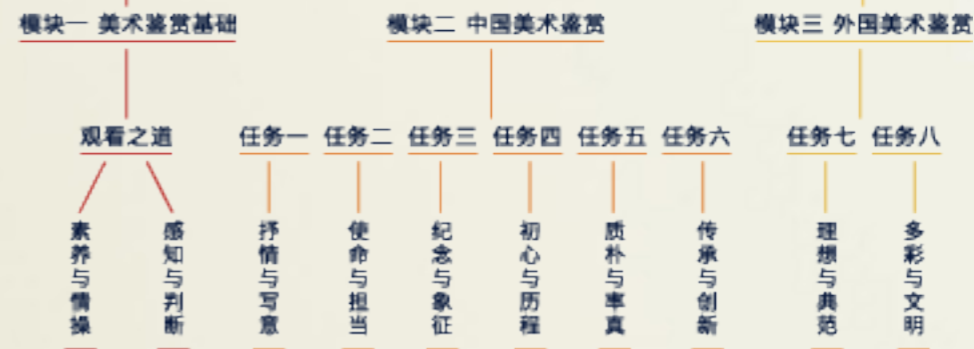 模块一 美术鉴赏基础
模块二 中国美术鉴赏
模块三 外国美术鉴赏
观看之道
任务一
任务二
任务三
任务四
任务五
任务六
任务七
任务八
素养与情操
感知与判断
抒情与写意
使命与担当
纪念与象征
初心与历程
质朴与率真
传承与创新
理想与典范
多彩与文明